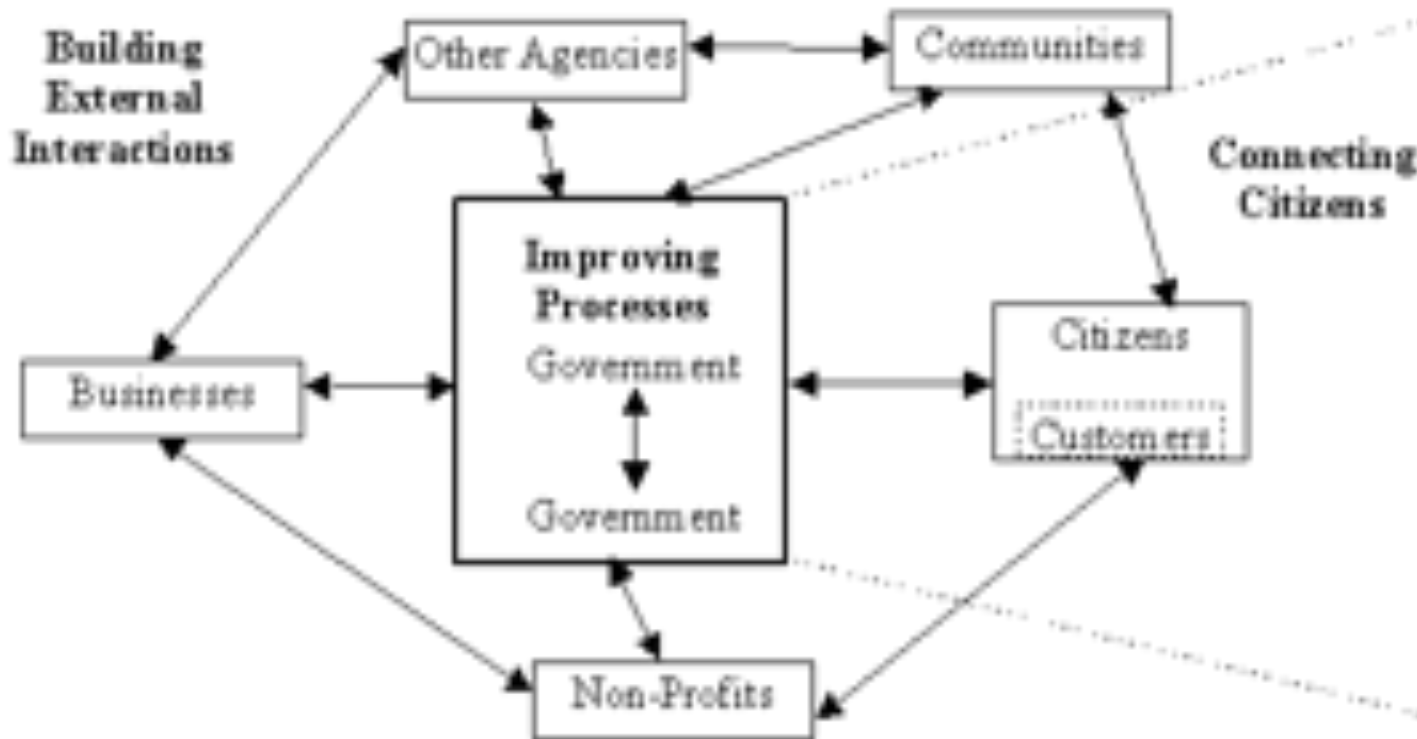 Building
External
Interactions
Other Agencies
Communities
Connecting
Citizens
Improving
Processes
Government
Government
Businesses
Citizens
Customers
Non-Profits